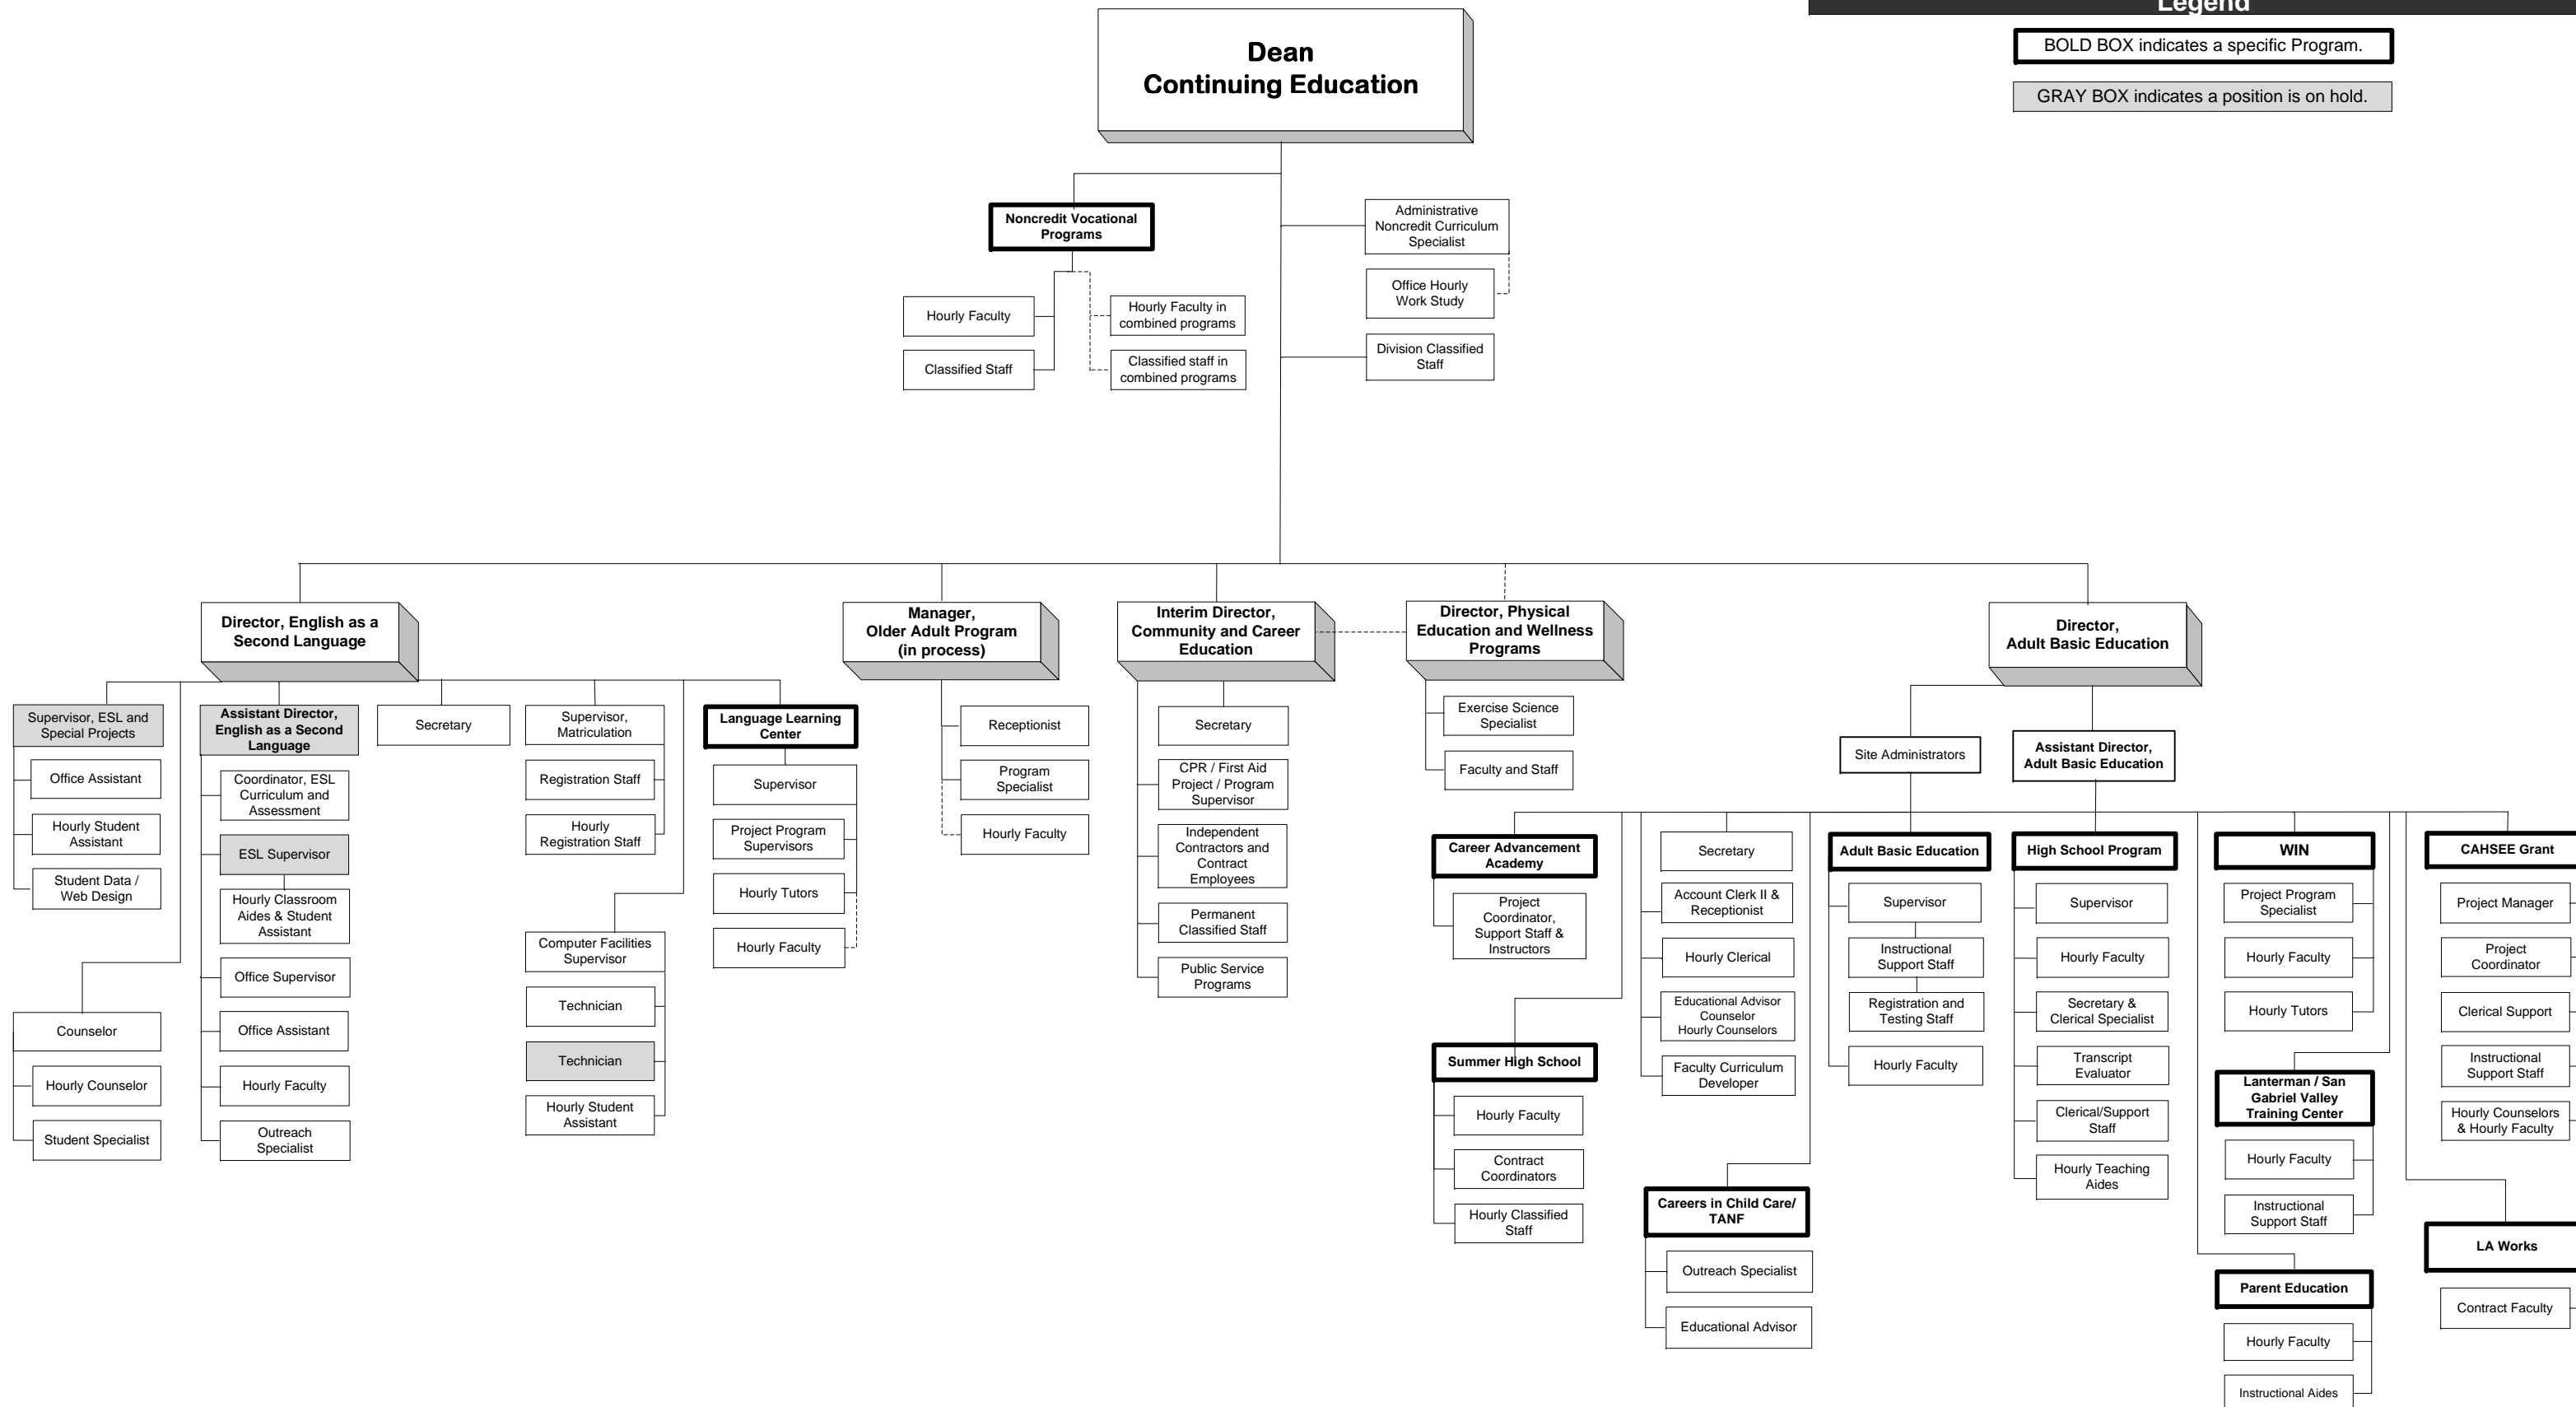 Legend
BOLD BOX indicates a specific Program.
GRAY BOX indicates a position is on hold.
Dean
Continuing Education
Noncredit Vocational
Programs
Hourly Faculty
Classified Staff
Hourly Faculty in
combined programs
Classified staff in
combined programs
Administrative
Noncredit Curriculum
Specialist
Office Hourly
Work Study
Division Classified
Staff
Director, English as a
Second Language
Manager,
Older Adult Program
(in process)
Interim Director,
Community and Career
Education
Director, Physical
Education and Wellness
Programs
Director,
Adult Basic Education
Supervisor, ESL and
Special Projects
Office Assistant
Hourly Student
Assistant
Student Data /
Web Design
Counselor
Hourly Counselor
Student Specialist
Assistant Director,
English as a Second
Language
Coordinator, ESL
Curriculum and
Assessment
ESL Supervisor
Hourly Classroom
Aides & Student
Assistant
Office Supervisor
Office Assistant
Hourly Faculty
Outreach
Specialist
Secretary
Supervisor,
Matriculation
Registration Staff
Hourly
Registration Staff
Computer Facilities
Supervisor
Technician
Technician
Hourly Student
Assistant
Language Learning
Center
Supervisor
Project Program
Supervisors
Hourly Tutors
Hourly Faculty
Receptionist
Program
Specialist
Hourly Faculty
Secretary
CPR / First Aid
Project / Program
Supervisor
Independent
Contractors and
Contract
Employees
Permanent
Classified Staff
Public Service
Programs
Exercise Science
Specialist
Faculty and Staff
Site Administrators
Assistant Director,
Adult Basic Education
Career Advancement
Academy
Project
Coordinator,
Support Staff &
Instructors
Summer High School
Hourly Faculty
Contract
Coordinators
Hourly Classified
Staff
Secretary
Account Clerk II &
Receptionist
Hourly Clerical
Educational Advisor
Counselor
Hourly Counselors
Faculty Curriculum
Developer
Careers in Child Care/
TANF
Outreach Specialist
Educational Advisor
Adult Basic Education
Supervisor
Instructional
Support Staff
Registration and
Testing Staff
Hourly Faculty
High School Program
Supervisor
Hourly Faculty
Secretary &
Clerical Specialist
Transcript
Evaluator
Clerical/Support
Staff
Hourly Teaching
Aides
WIN
Project Program
Specialist
Hourly Faculty
Hourly Tutors
Lanterman / San
Gabriel Valley
Training Center
Hourly Faculty
Instructional
Support Staff
Parent Education
Hourly Faculty
Instructional Aides
CAHSEE Grant
Project Manager
Project
Coordinator
Clerical Support
Instructional
Support Staff
Hourly Counselors
& Hourly Faculty
LA Works
Contract Faculty